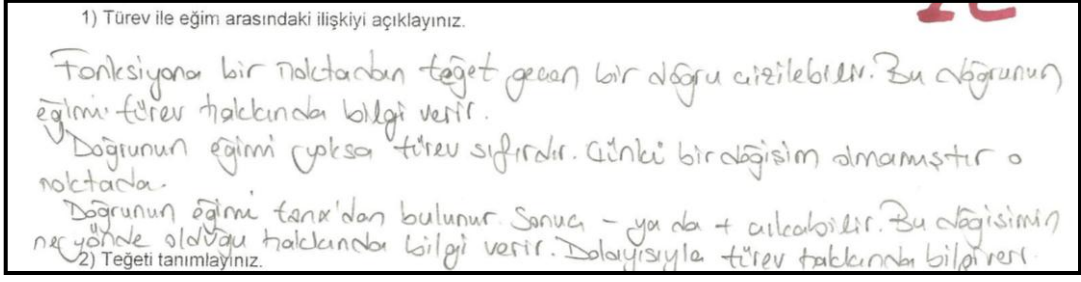 1) Türev ile eğim arasındaki ilişkiyi açıklayınız.
Fonksiyona bir noktadan teğet geçen bir doğru çizilebilir. Bu doğrunun
eğimi türev hakkında bilgi verir.
Doğrunun eğimi yoksa türev sıfırdır. Çünkü bir değişim olmamıştır o
noktada.
Doğrunun eğimi tanx'dan bulunur. Sonuç - ya da + çıkabilir. Bu değişimin
ne yönde olduğu hakkında bilgi verir. Dolayısıyla türev hakkında bilgi verir.
2) Teğeti tanımlayınız.